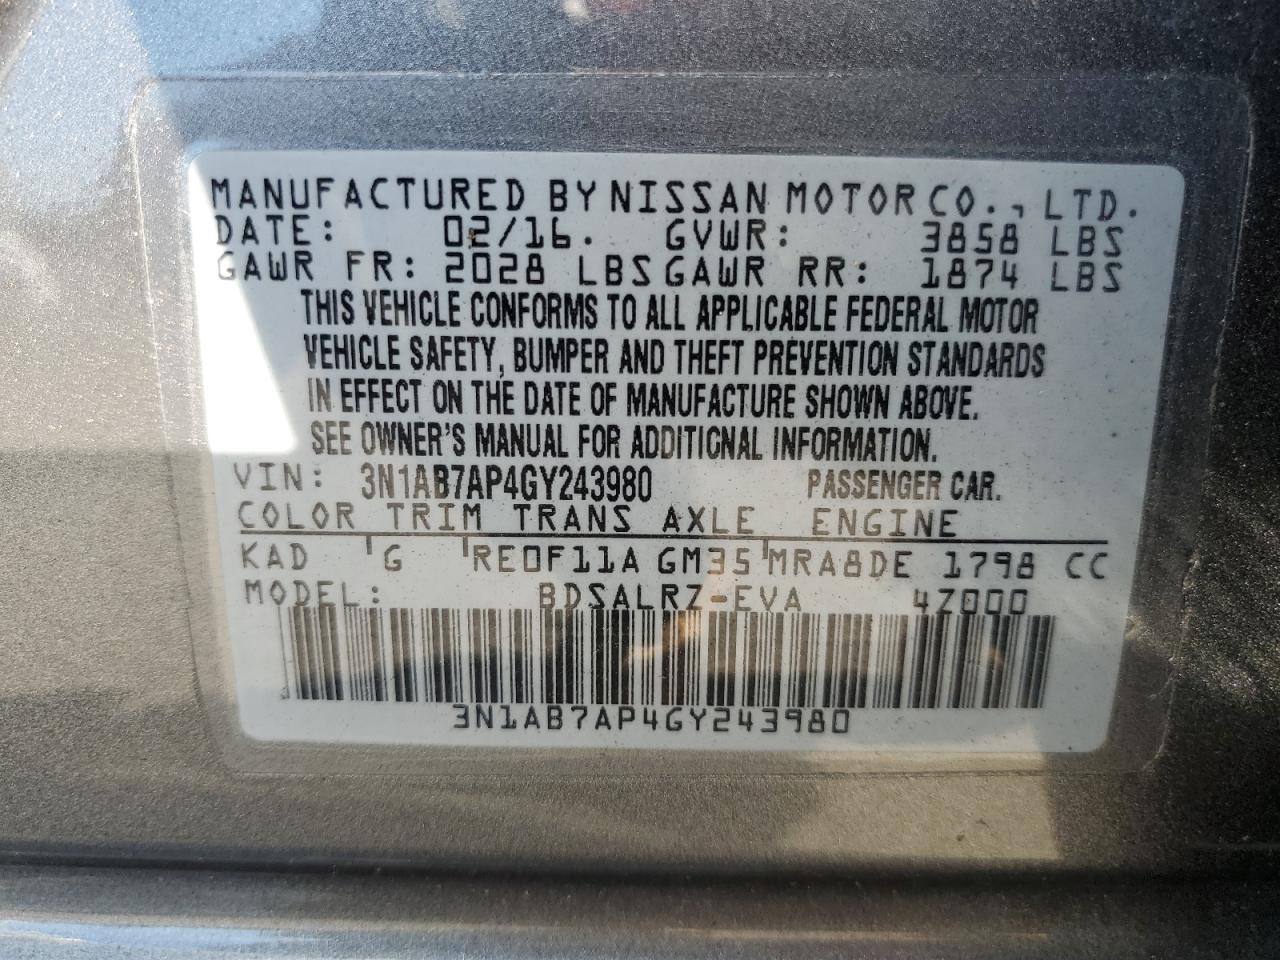 MANUFACTURED BY NISSAN MOTOR CO., LTD.
DATE: 02/16. GVWR: 3858 LBS
GAWR FR: 2028 LBS GAWR RR: 1874 LBS
THIS VEHICLE CONFORMS TO ALL APPLICABLE FEDERAL MOTOR
VEHICLE SAFETY, BUMPER AND THEFT PREVENTION STANDARDS
IN EFFECT ON THE DATE OF MANUFACTURE SHOWN ABOVE.
SEE OWNER'S MANUAL FOR ADDITIONAL INFORMATION.
VIN: 3N1AB7AP4GY243980 PASSENGER CAR.
COLOR TRIM TRANS AXLE ENGINE
KAD G RE0F11A GM35 MRA8DE 1798 CC
MODEL: BDSALRZ-EVA 4Z000
3N1AB7AP4GY243980